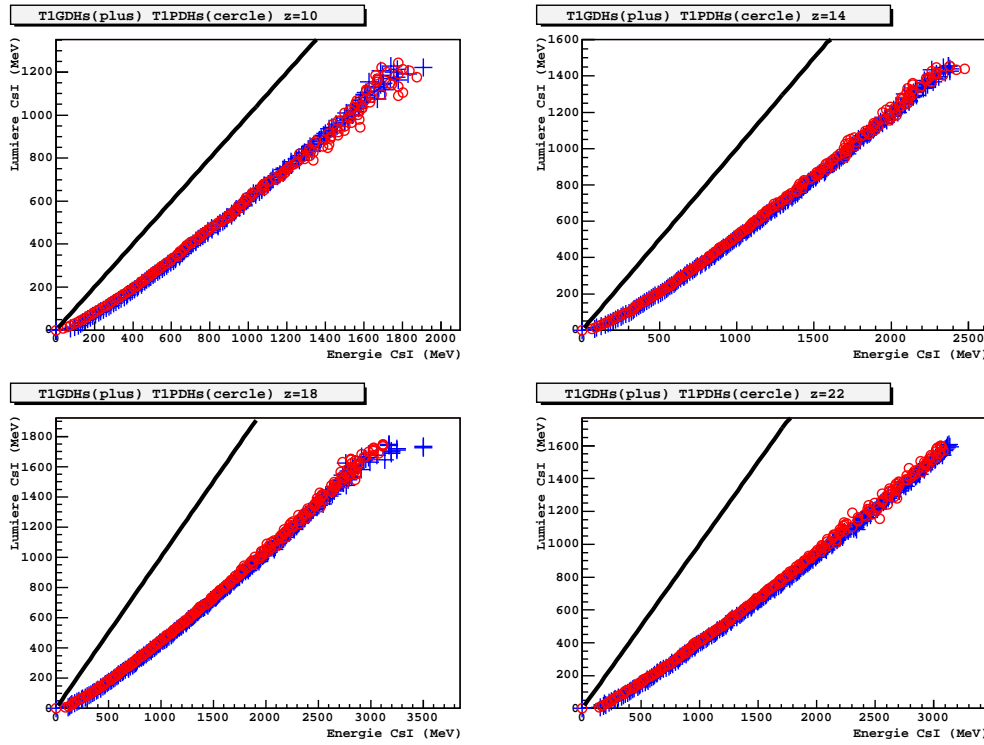 T1GDHs(plus) T1PDHs(cercle) z=10
Lumiere CsI (MeV)
1200
1000
800
600
400
200
0
0 200 400 600 800 1000 1200 1400 1600 1800 2000
Energie CsI (MeV)
T1GDHs(plus) T1PDHs(cercle) z=14
Lumiere CsI (MeV)
1600
1400
1200
1000
800
600
400
200
0
0 500 1000 1500 2000 2500
Energie CsI (MeV)
T1GDHs(plus) T1PDHs(cercle) z=18
Lumiere CsI (MeV)
1800
1600
1400
1200
1000
800
600
400
200
0
0 500 1000 1500 2000 2500 3000 3500
Energie CsI (MeV)
T1GDHs(plus) T1PDHs(cercle) z=22
Lumiere CsI (MeV)
1600
1400
1200
1000
800
600
400
200
0
0 500 1000 1500 2000 2500 3000
Energie CsI (MeV)